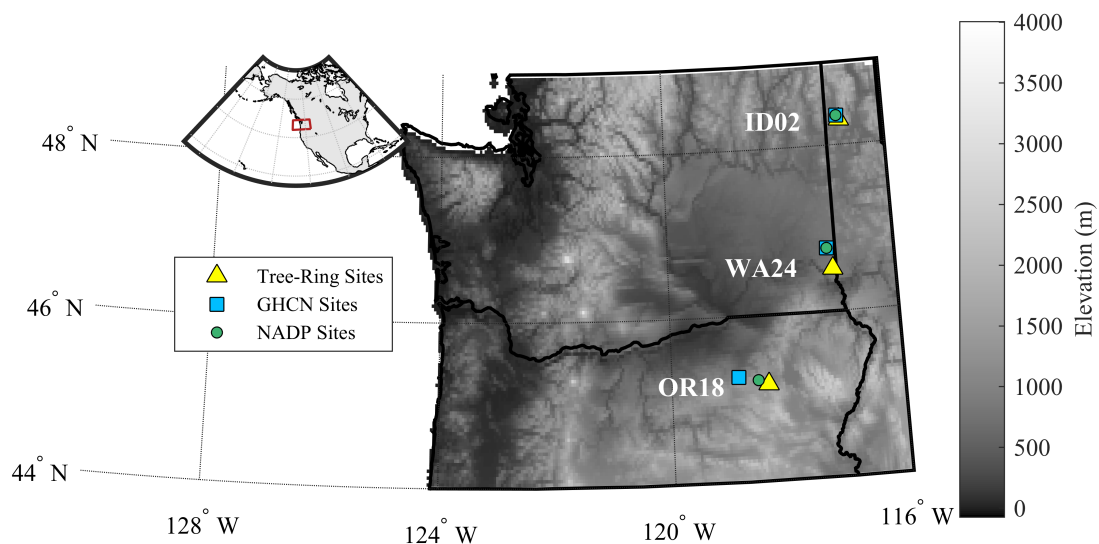 4000
3500
3000
2500
2000
1500
1000
500
0
Elevation (m)
48° N
46° N
44° N
ID02
WA24
OR18
Tree-Ring Sites
GHCN Sites
NADP Sites
128° W
124° W
120° W
116° W